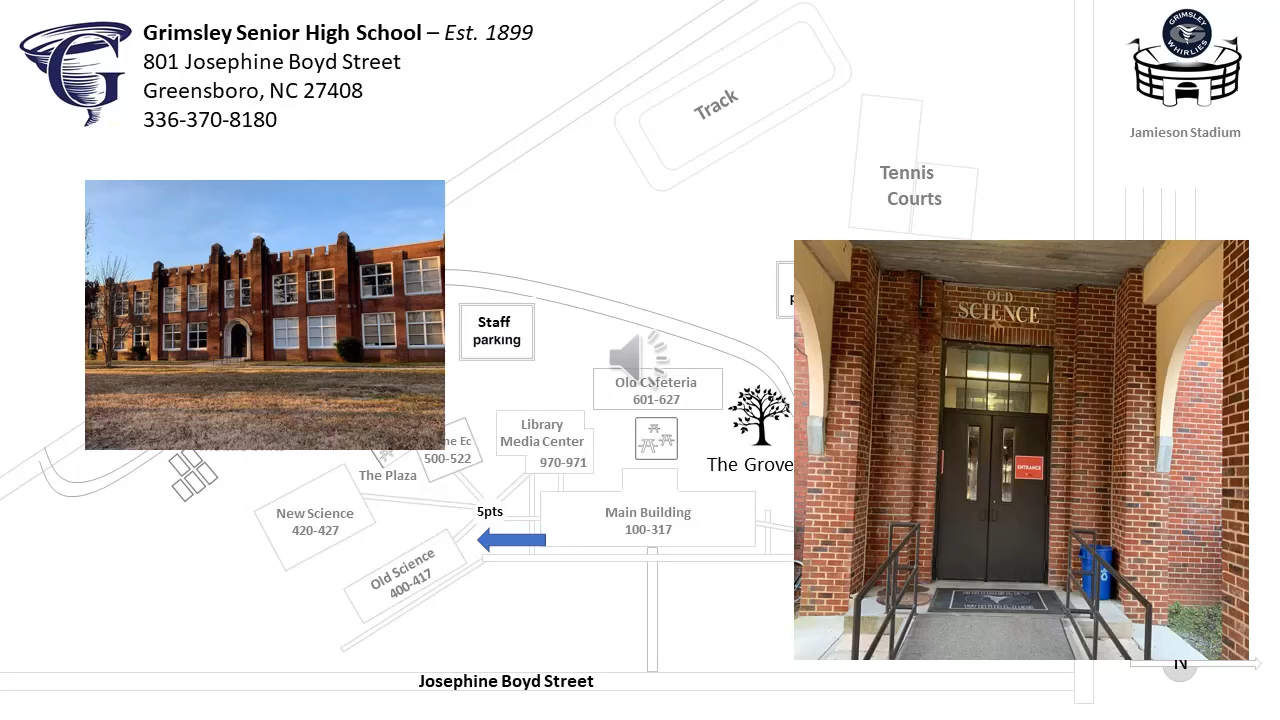 Grimsley Senior High School – Est. 1899
801 Josephine Boyd Street
Greensboro, NC 27408
336-370-8180
GRIMSLEY
WHIRLIES
Jamieson Stadium
Track
Tennis
Courts
Staff
parking
Old Cafeteria
601-627
Library
Media Center
970-971
500-522
The Plaza
The Grove
5pts
New Science
420-427
Main Building
100-317
Old Science
400-417
OLD
SCIENCE
ENTRANCE
N
Josephine Boyd Street